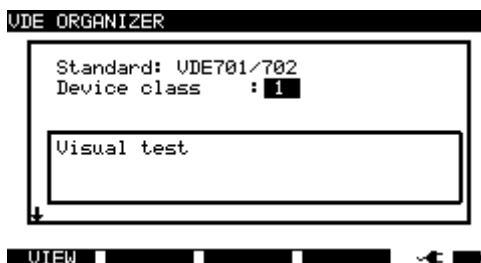 VDE ORGANIZER
Standard: VDE701/702
Device class : 1
Visual test
VIEW